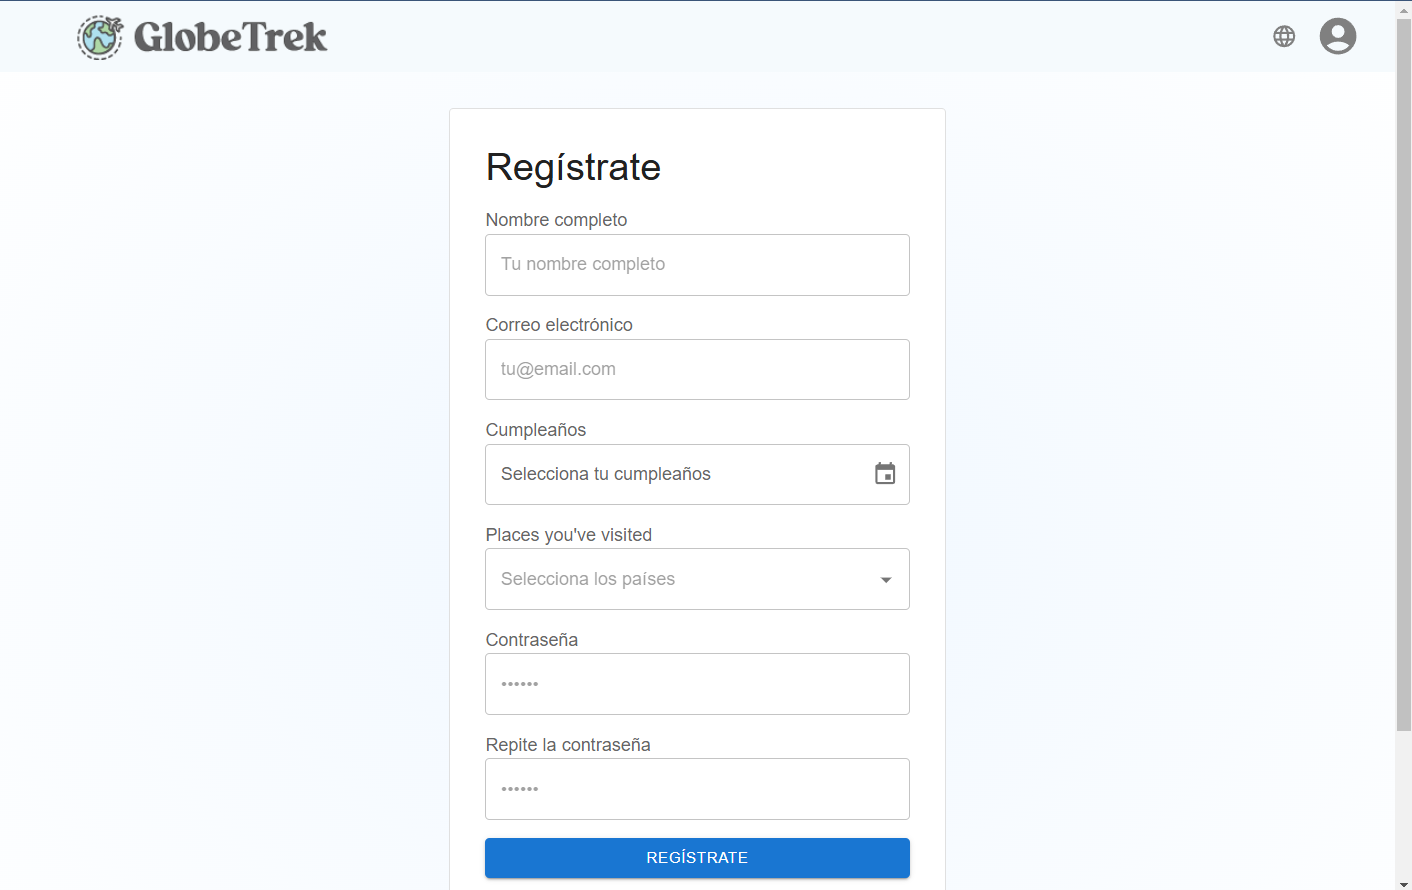 GlobeTrek
Regístrate
Nombre completo
Tu nombre completo
Correo electrónico
tu@email.com
Cumpleaños
Selecciona tu cumpleaños
Places you've visited
Selecciona los países
Contraseña
••••••
Repite la contraseña
••••••
REGÍSTRATE